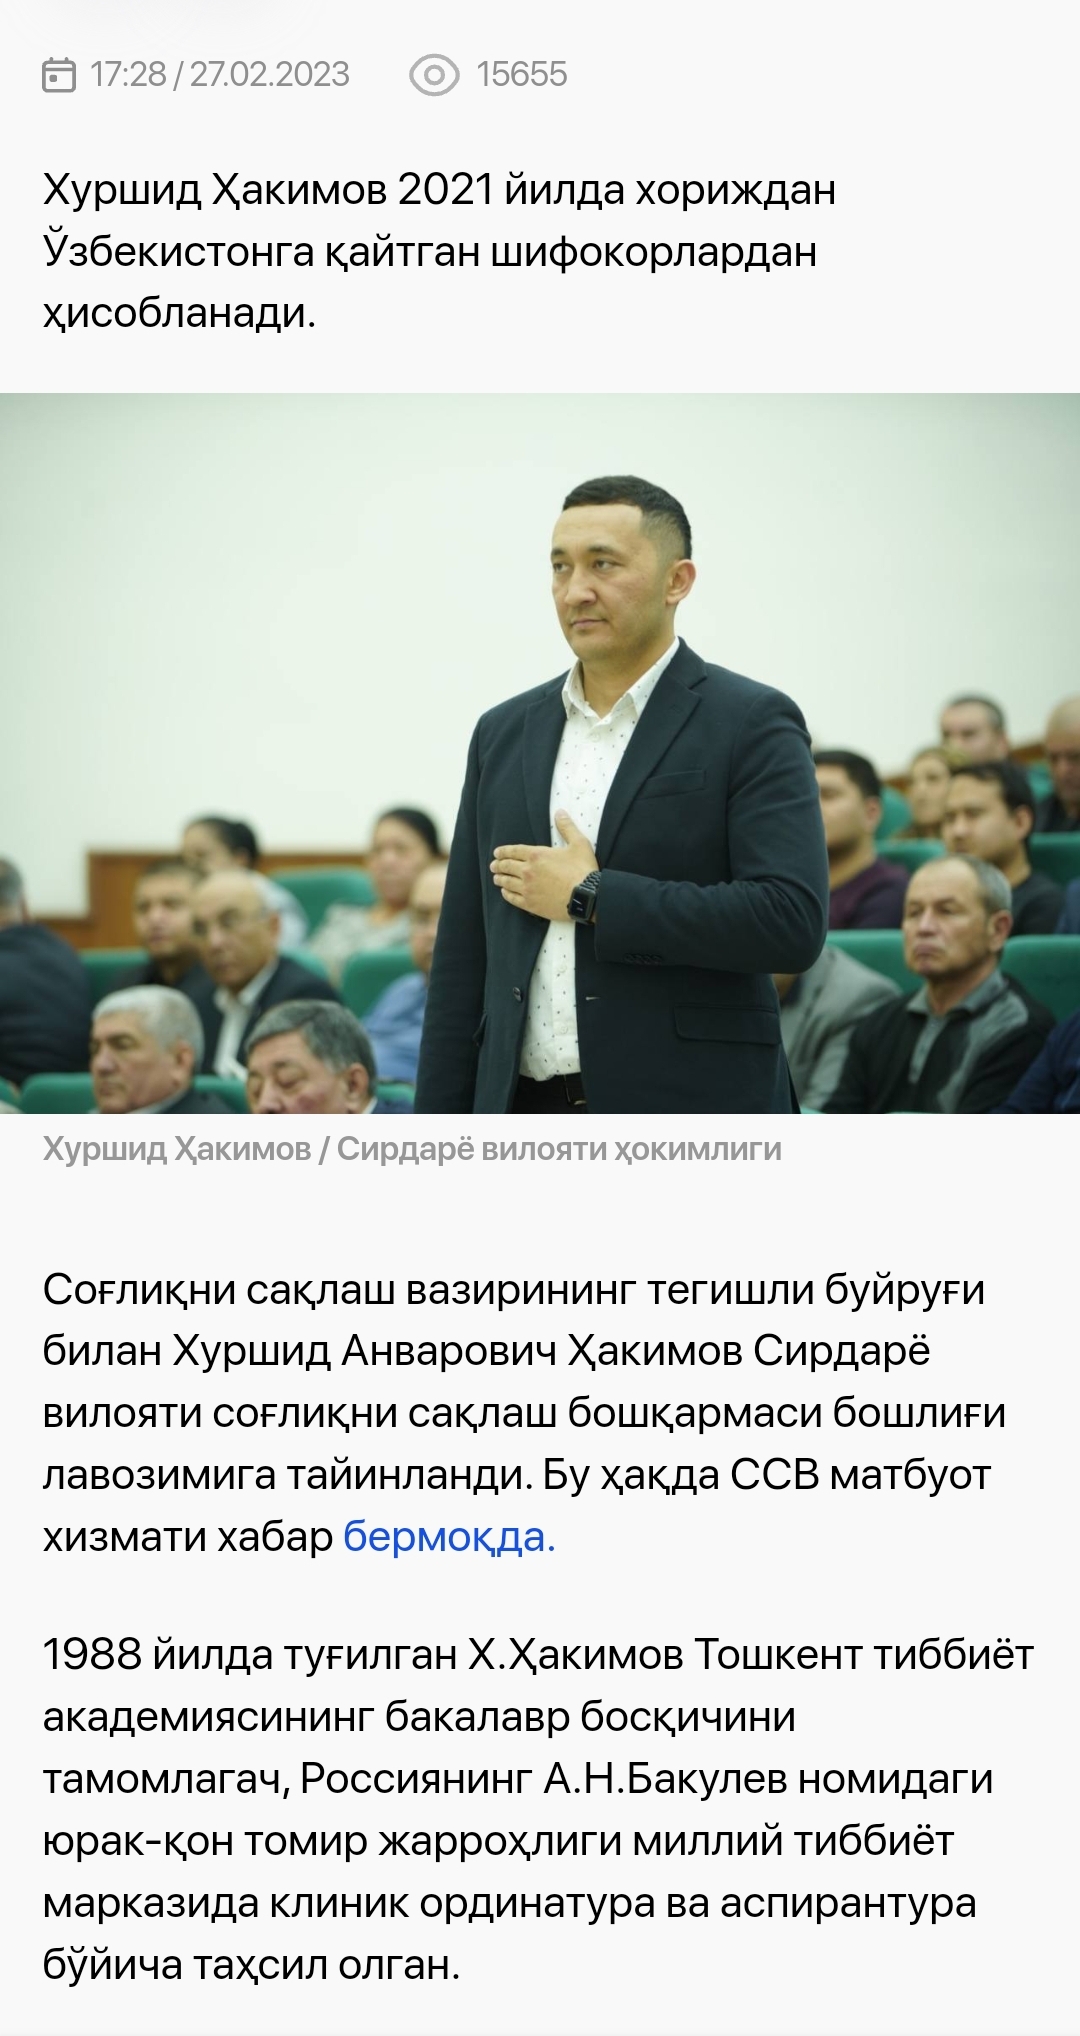 17:28 / 27.02.2023 15655
Хуршид Ҳакимов 2021 йилда хориждан
Ўзбекистонга қайтган шифокорлардан
ҳисобланади.
Хуршид Ҳакимов / Сирдарё вилояти ҳокимлиги
Соғлиқни сақлаш вазирининг тегишли буйруғи
билан Хуршид Анварович Ҳакимов Сирдарё
вилояти соғлиқни сақлаш бошқармаси бошлиғи
лавозимига тайинланди. Бу ҳақда ССВ матбуот
хизмати хабар бермоқда.
1988 йилда туғилган Х.Ҳакимов Тошкент тиббиёт
академиясининг бакалавр босқичини
тамомлагач, Россиянинг А.Н.Бакулев номидаги
юрак-қон томир жарроҳлиги миллий тиббиёт
марказида клиник ординатура ва аспирантура
бўйича таҳсил олган.